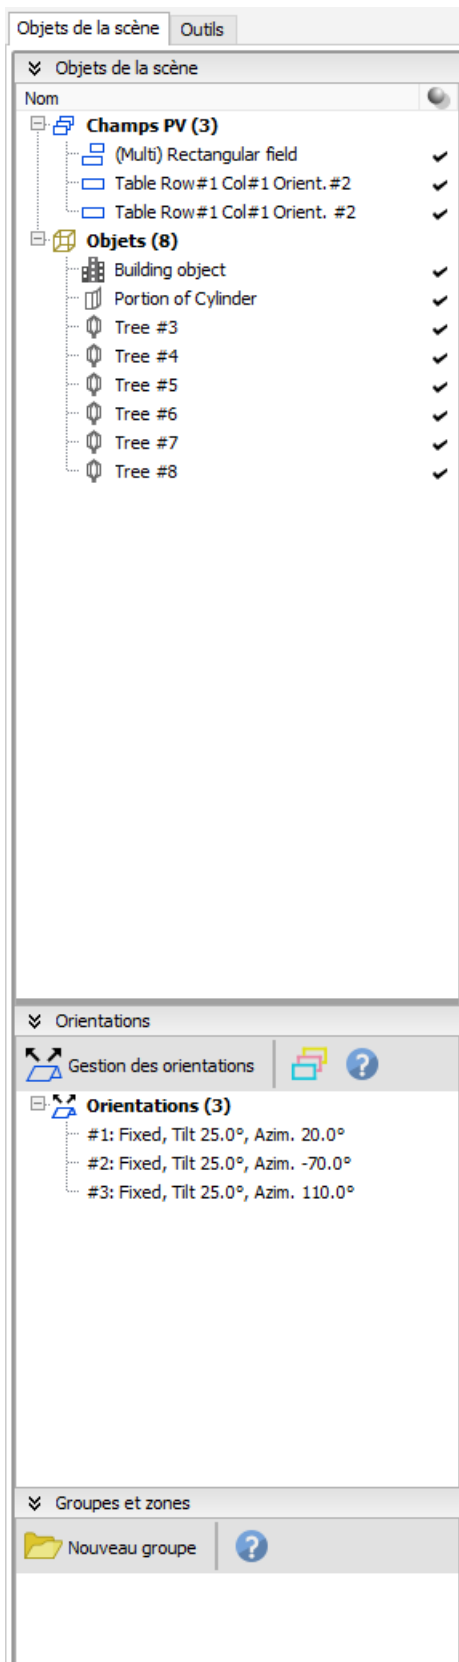 Objets de la scène Outils
Objets de la scène
Nom
Champs PV (3)
(Multi) Rectangular field
Table Row#1 Col#1 Orient.#2
Table Row#1 Col#1 Orient. #2
Objets (8)
Building object
Portion of Cylinder
Tree #3
Tree #4
Tree #5
Tree #6
Tree #7
Tree #8
Orientations
Gestion des orientations
Orientations (3)
#1: Fixed, Tilt 25.0°, Azim. 20.0°
#2: Fixed, Tilt 25.0°, Azim. -70.0°
#3: Fixed, Tilt 25.0°, Azim. 110.0°
Groupes et zones
Nouveau groupe